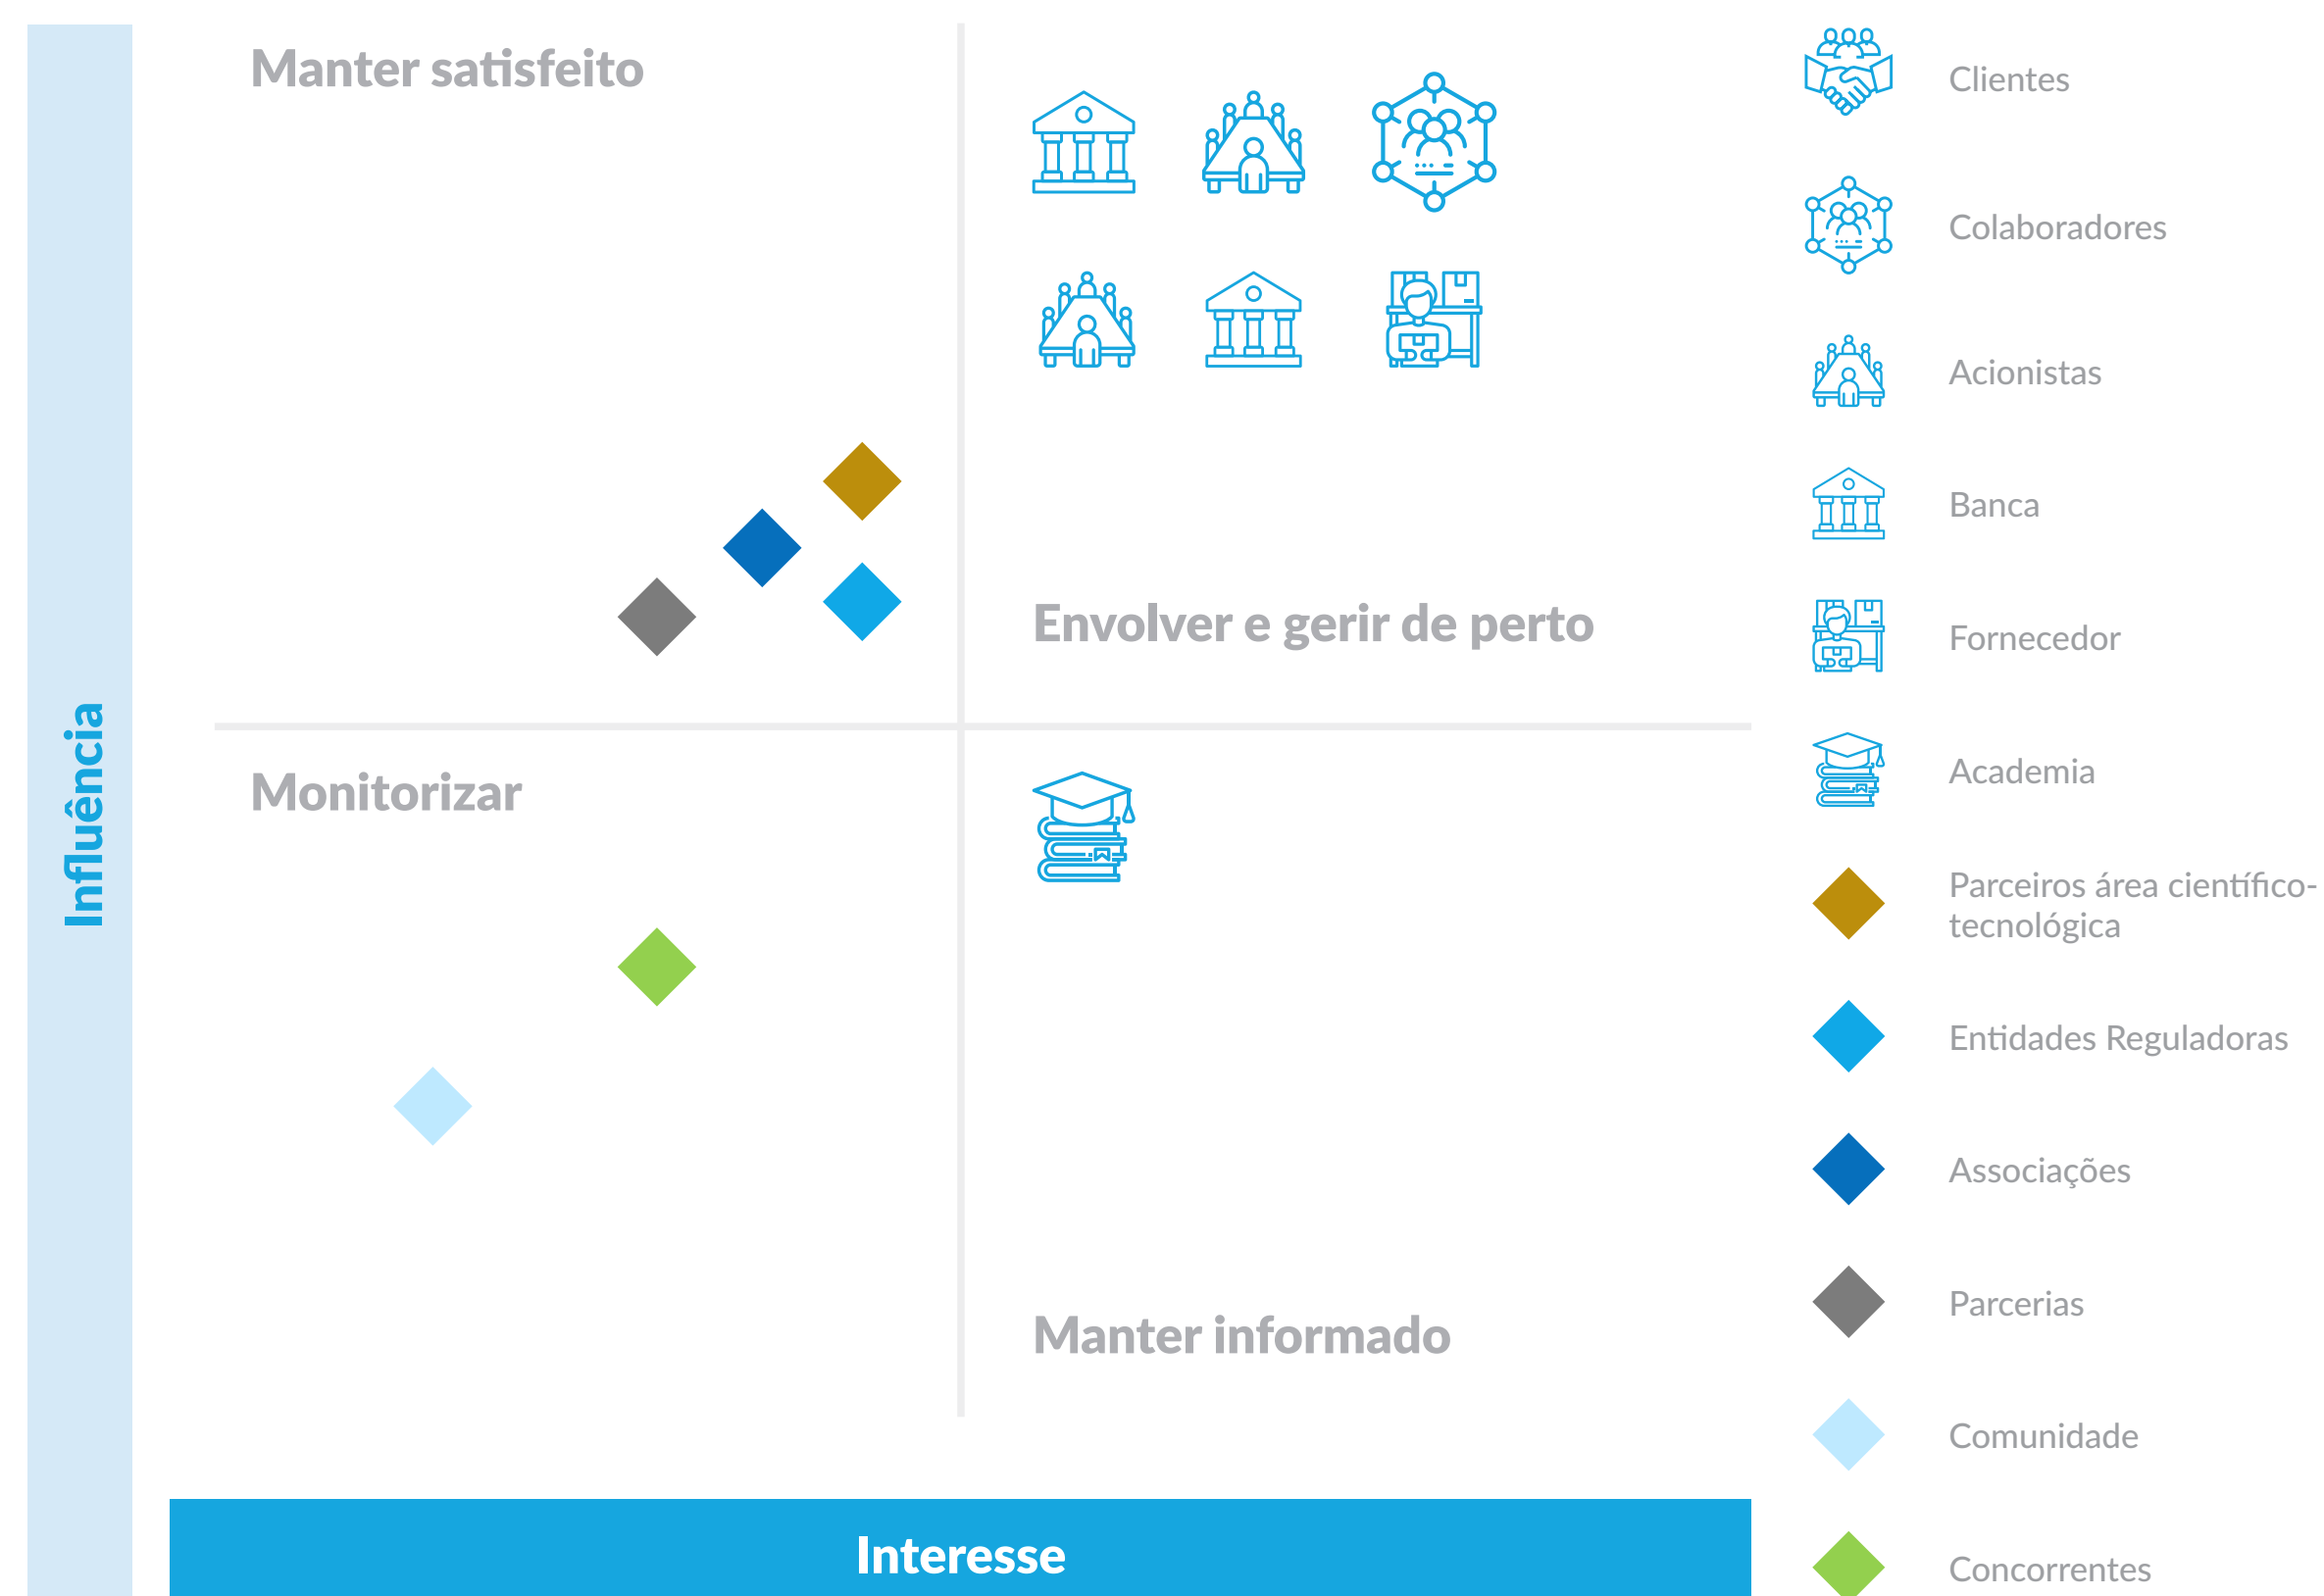 Manter satisfeito
Envolver e gerir de perto
Monitorizar
Manter informado
Influência
Interesse
Clientes
Colaboradores
Acionistas
Banca
Fornecedor
Academia
Parceiros área científico-
tecnológica
Entidades Reguladoras
Associações
Parcerias
Comunidade
Concorrentes